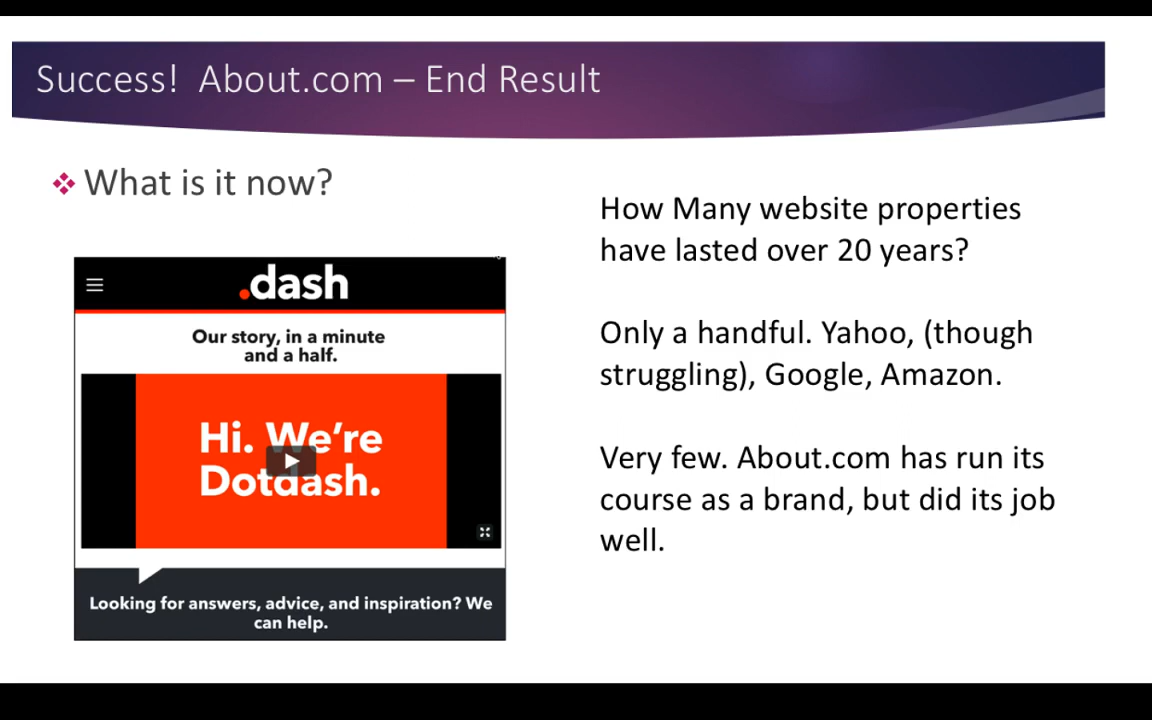 Success!  About.com – End Result
What is it now?
.dash
Our story, in a minute
and a half.
Hi. We're
Dotdash.
Looking for answers, advice, and inspiration? We
can help.
How Many website properties
have lasted over 20 years?
Only a handful. Yahoo, (though
struggling), Google, Amazon.
Very few. About.com has run its
course as a brand, but did its job
well.